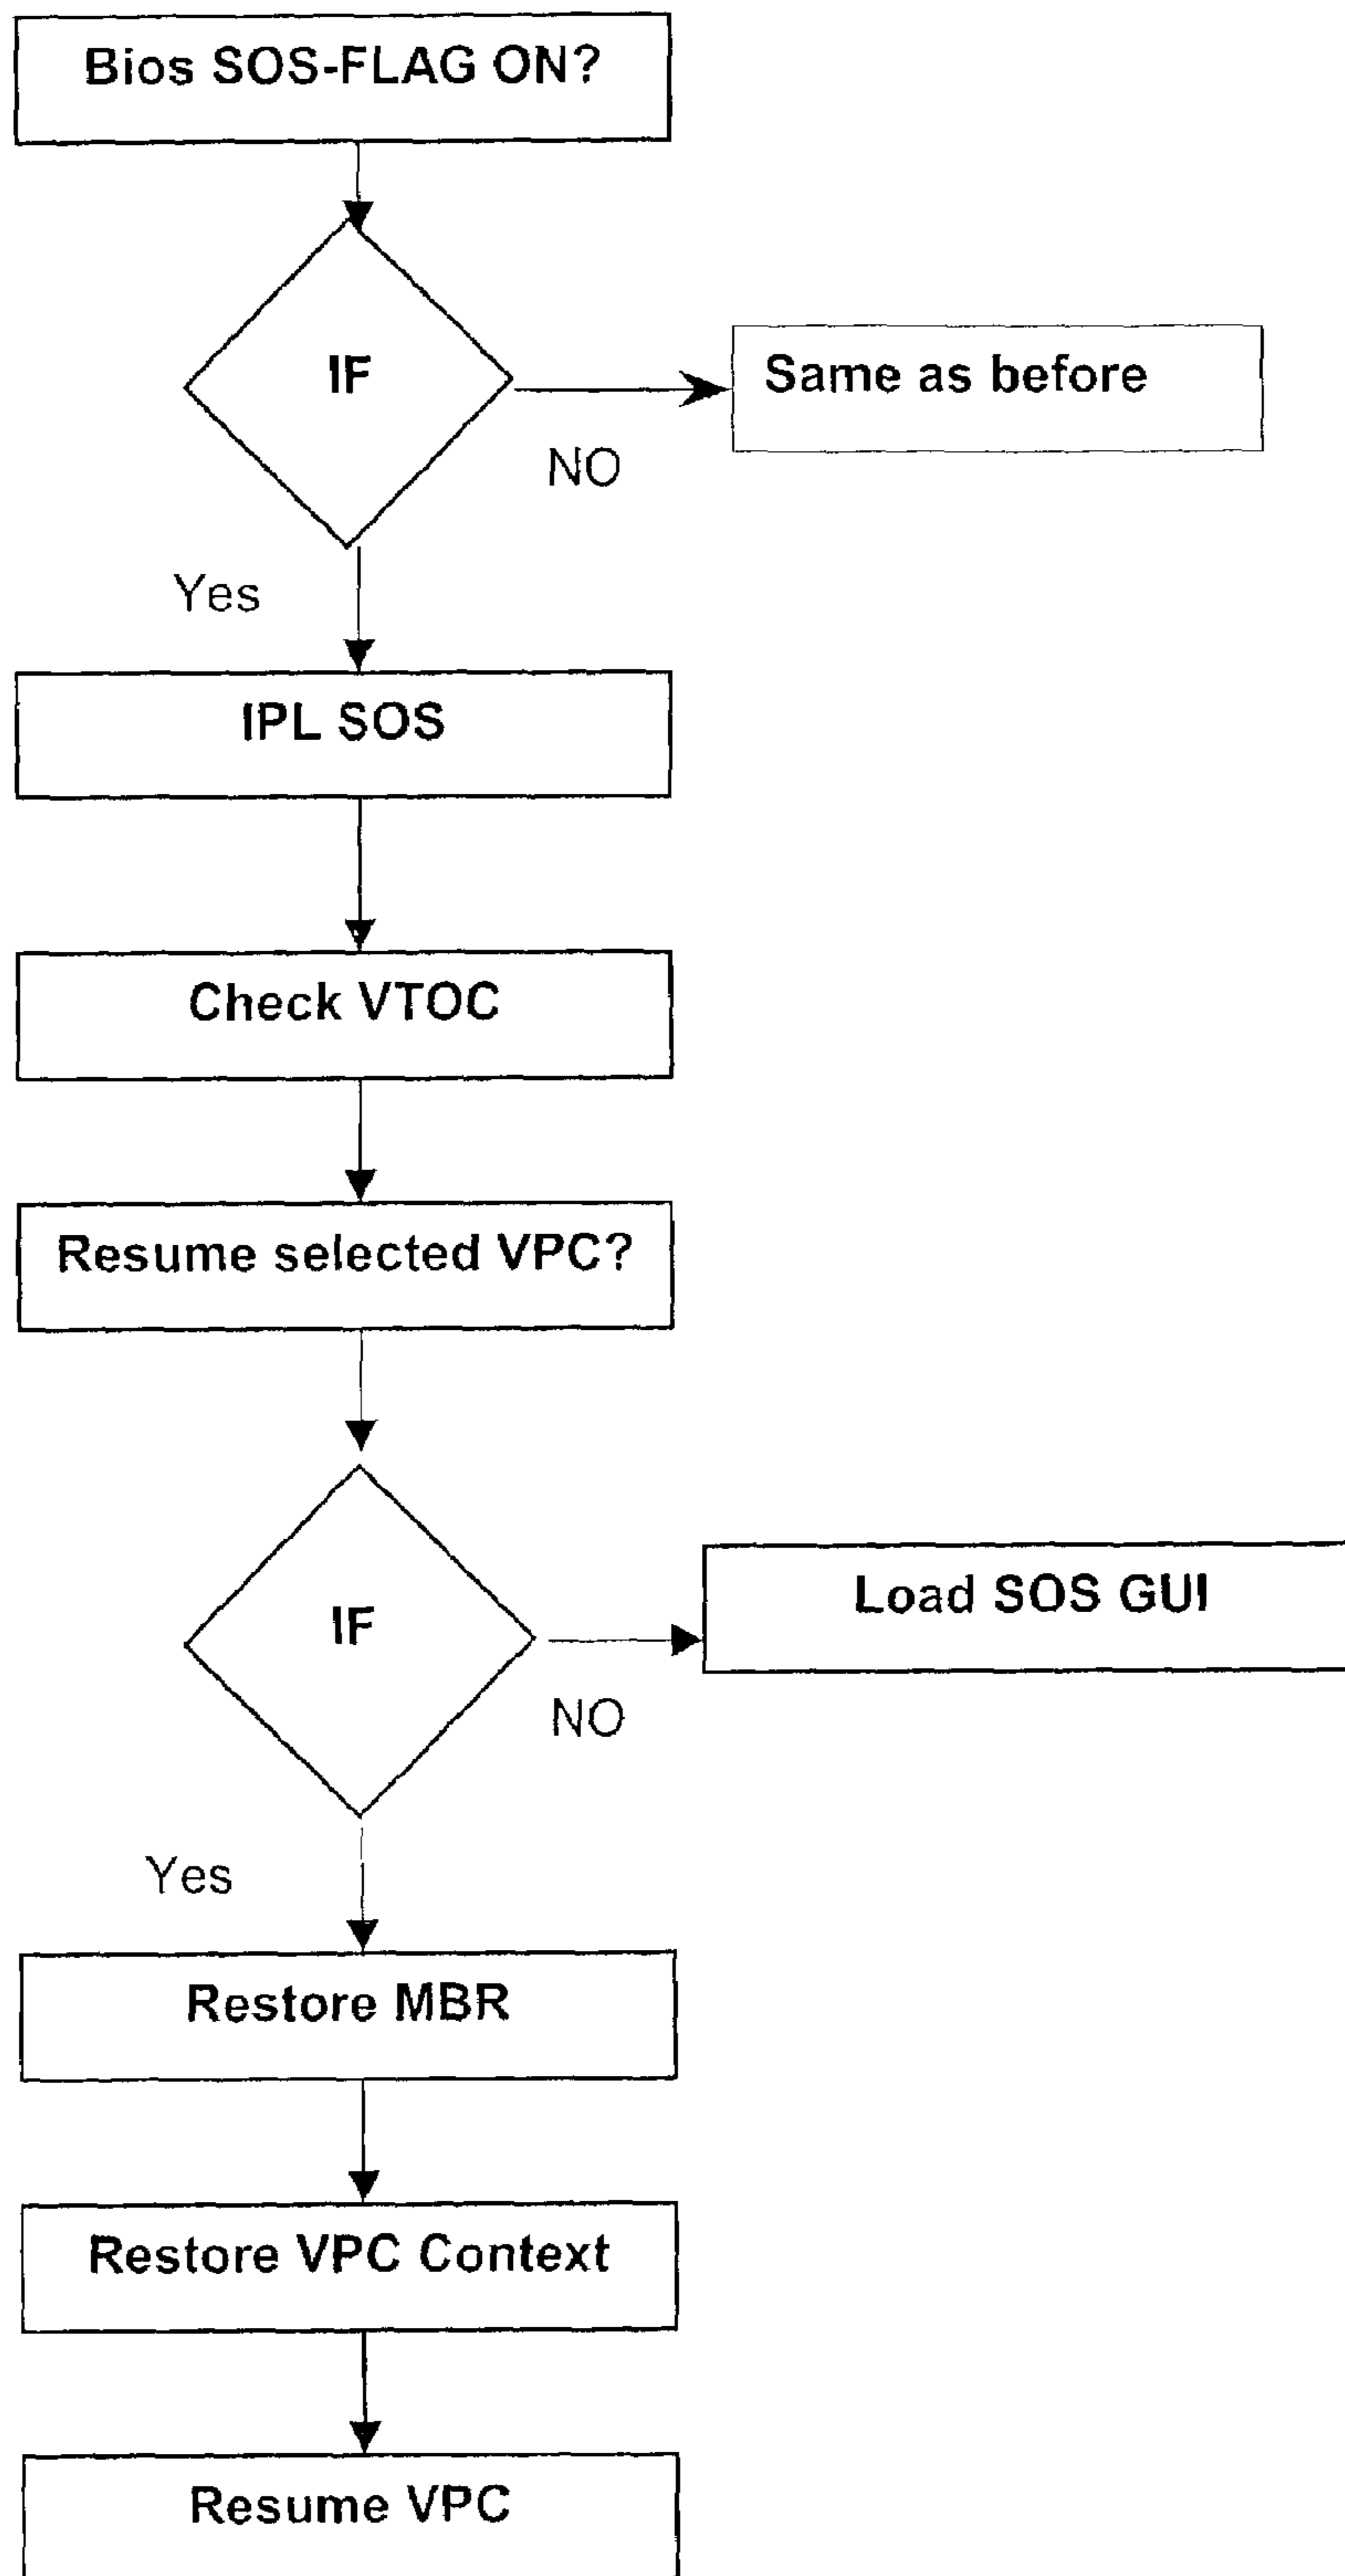 Bios SOS-FLAG ON?
IF
Same as before
NO
Yes
IPL SOS
Check VTOC
Resume selected VPC?
IF
Load SOS GUI
NO
Yes
Restore MBR
Restore VPC Context
Resume VPC